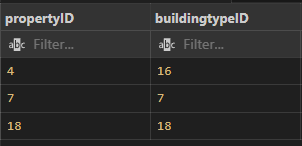 propertyID buildingtypeID
abc Filter... abc Filter...
4 16
7 7
18 18